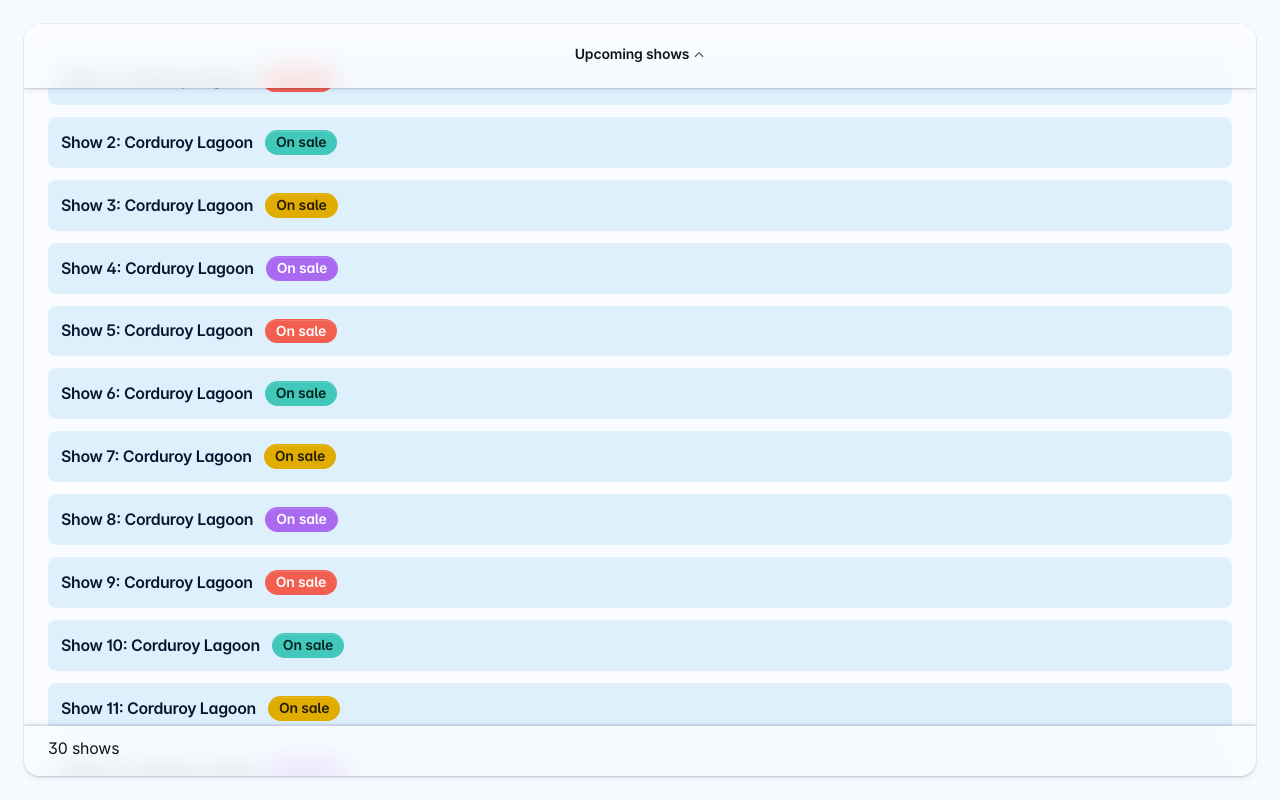 Upcoming shows
Show 2: Corduroy Lagoon On sale
Show 3: Corduroy Lagoon On sale
Show 4: Corduroy Lagoon On sale
Show 5: Corduroy Lagoon On sale
Show 6: Corduroy Lagoon On sale
Show 7: Corduroy Lagoon On sale
Show 8: Corduroy Lagoon On sale
Show 9: Corduroy Lagoon On sale
Show 10: Corduroy Lagoon On sale
Show 11: Corduroy Lagoon On sale
30 shows